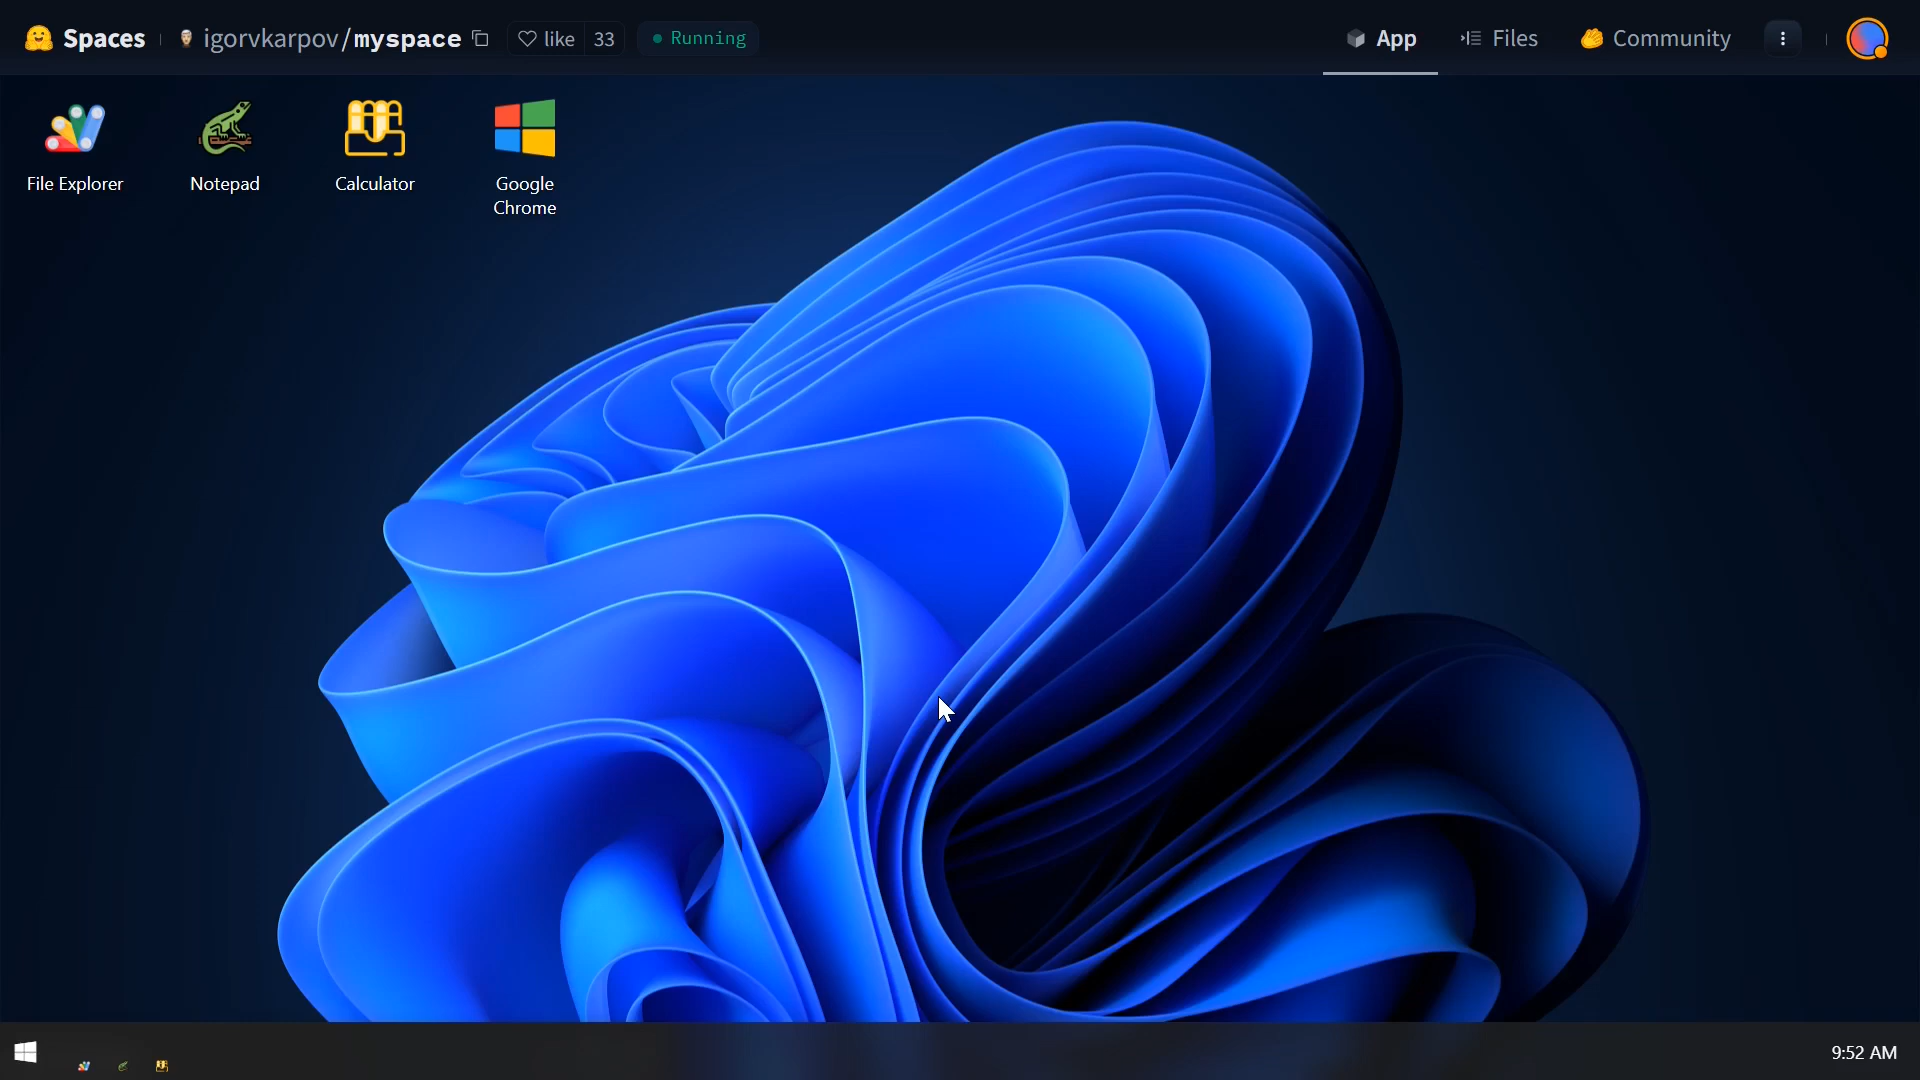 Spaces igorvkarpov/myspace like 33 Running App Files Community
File Explorer Notepad Calculator Google
Chrome
9:52 AM